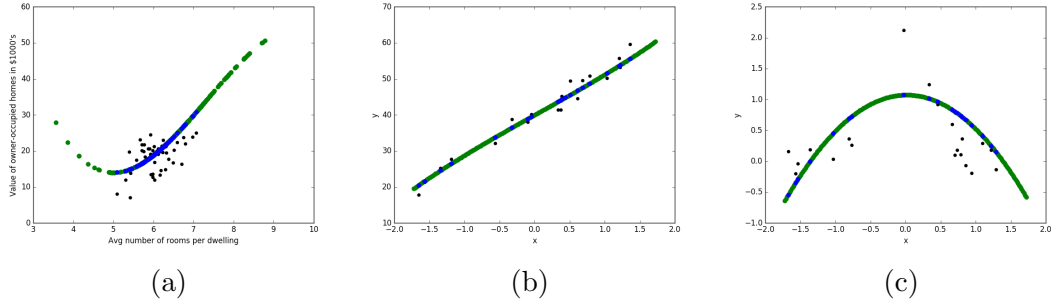 60
50
40
30
20
10
0
3 4 5 6 7 8 9 10
Value of owner-occupied homes in $1000's
Avg number of rooms per dwelling
70
60
50
40
30
20
10
−2.0 −1.5 −1.0 −0.5 0.0 0.5 1.0 1.5 2.0
y
x
2.5
2.0
1.5
1.0
0.5
0.0
−0.5
−1.0
−2.0 −1.5 −1.0 −0.5 0.0 0.5 1.0 1.5 2.0
y
x
(a) (b) (c)